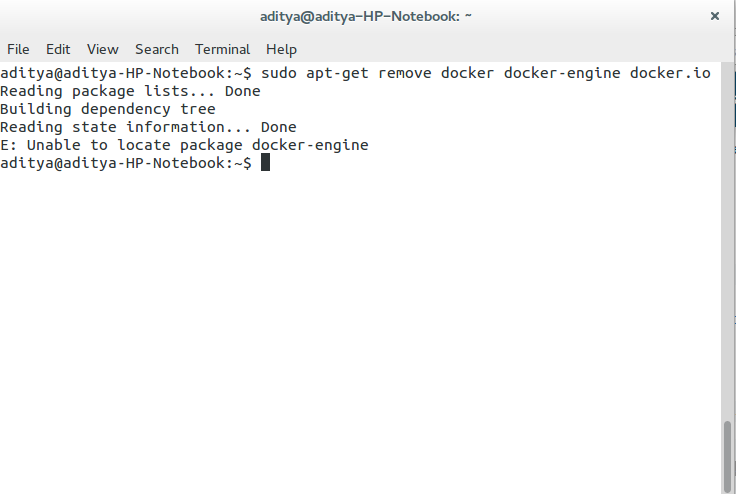 aditya@aditya-HP-Notebook: ~
File Edit View Search Terminal Help
aditya@aditya-HP-Notebook:~$ sudo apt-get remove docker docker-engine docker.io
Reading package lists... Done
Building dependency tree
Reading state information... Done
E: Unable to locate package docker-engine
aditya@aditya-HP-Notebook:~$